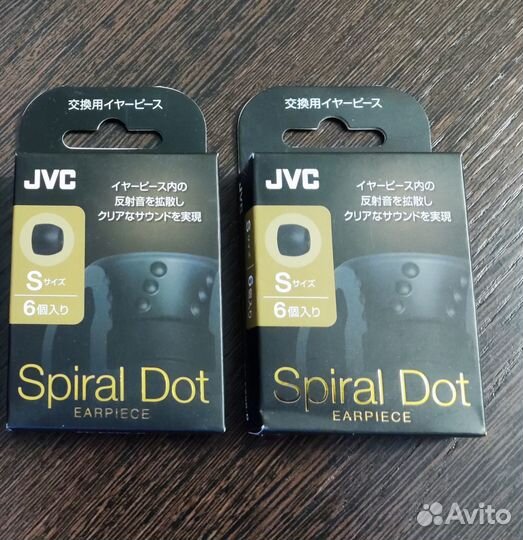 交換用イヤーピース
JVC
イヤーピース内の
反射音を拡散し
クリアなサウンドを実現
Sサイズ
6個入り
Spiral Dot
EARPIECE
交換用イヤーピース
JVC
イヤーピース内の
反射音を拡散し
クリアなサウンドを実現
Sサイズ
6個入り
Spiral Dot
EARPIECE
Avito